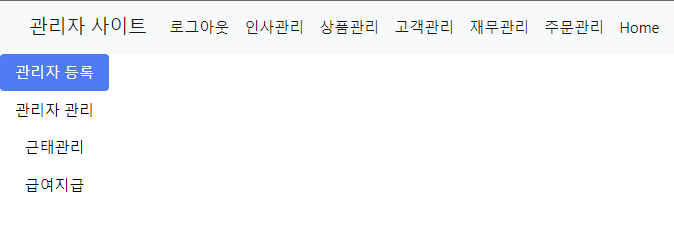 관리자 사이트 로그아웃 인사관리 상품관리 고객관리 재무관리 주문관리 Home
관리자 등록
관리자 관리
근태관리
급여지급